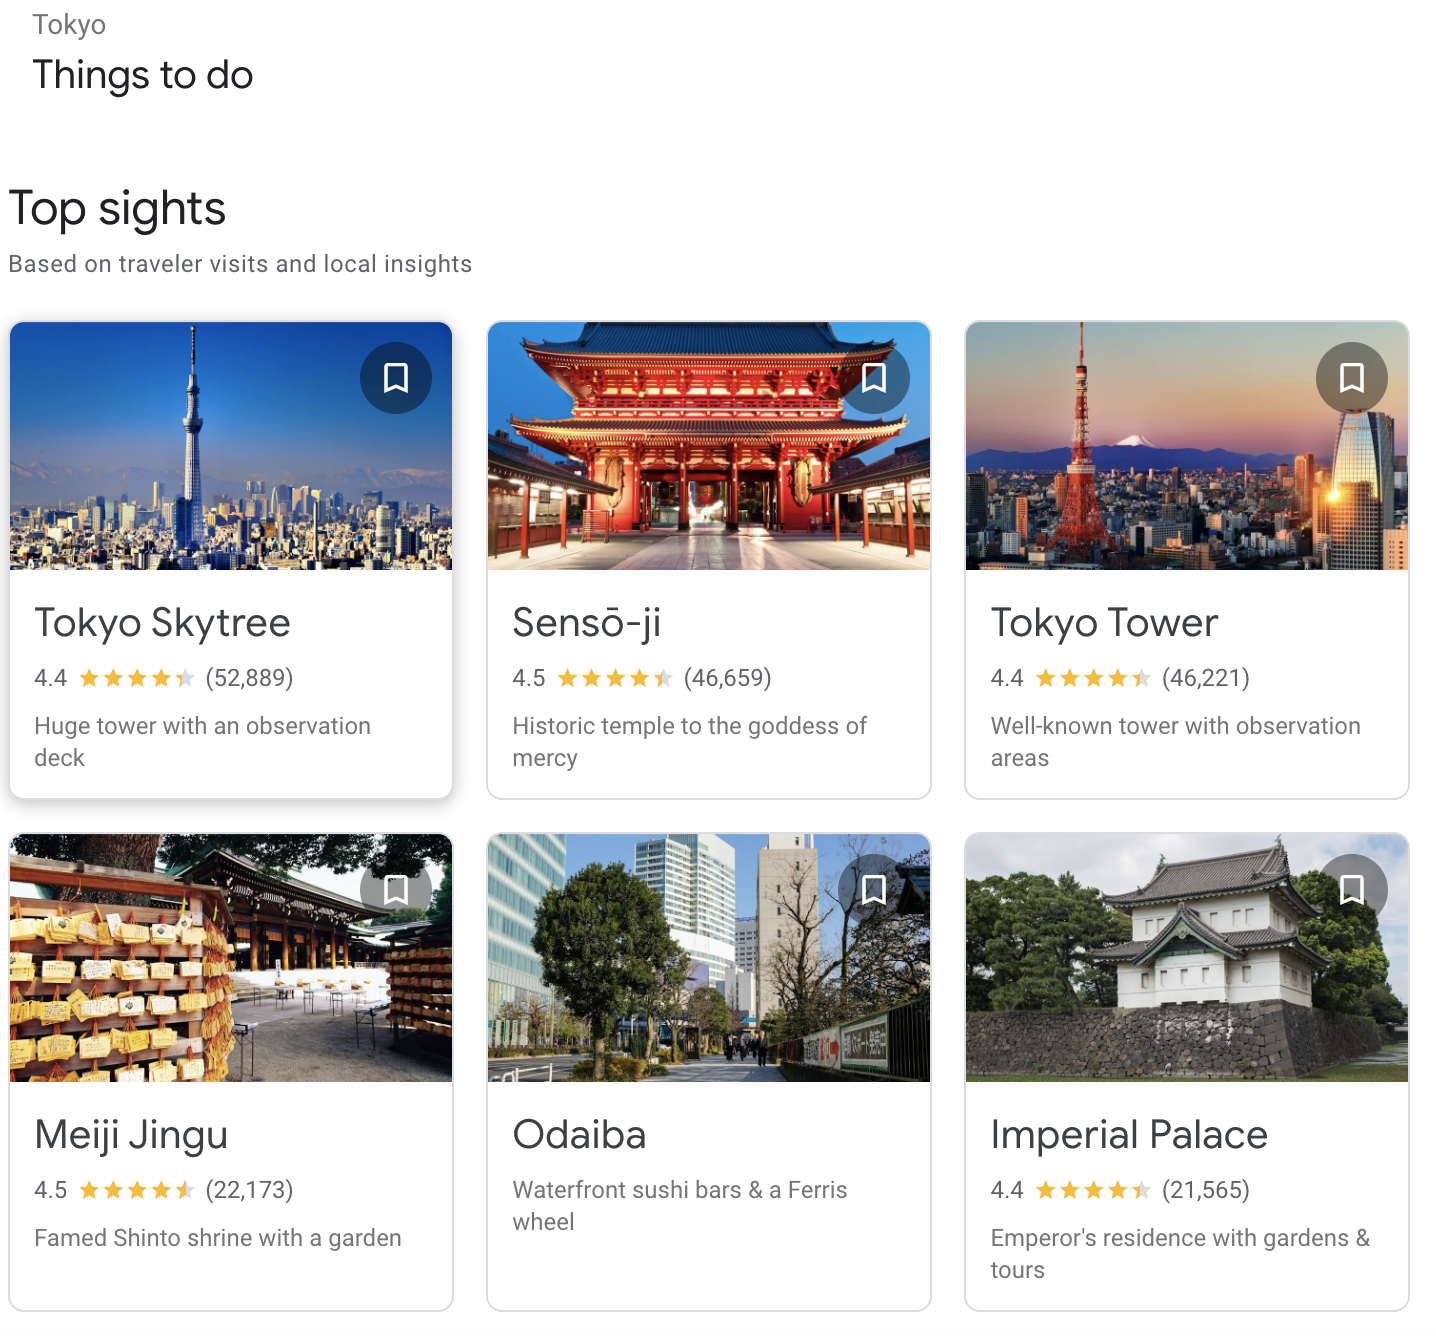 Tokyo
Things to do
Top sights
Based on traveler visits and local insights
Tokyo Skytree
4.4 (52,889)
Huge tower with an observation
deck
Sensō-ji
4.5 (46,659)
Historic temple to the goddess of
mercy
Tokyo Tower
4.4 (46,221)
Well-known tower with observation
areas
Meiji Jingu
4.5 (22,173)
Famed Shinto shrine with a garden
Odaiba
Waterfront sushi bars & a Ferris
wheel
Imperial Palace
4.4 (21,565)
Emperor's residence with gardens &
tours